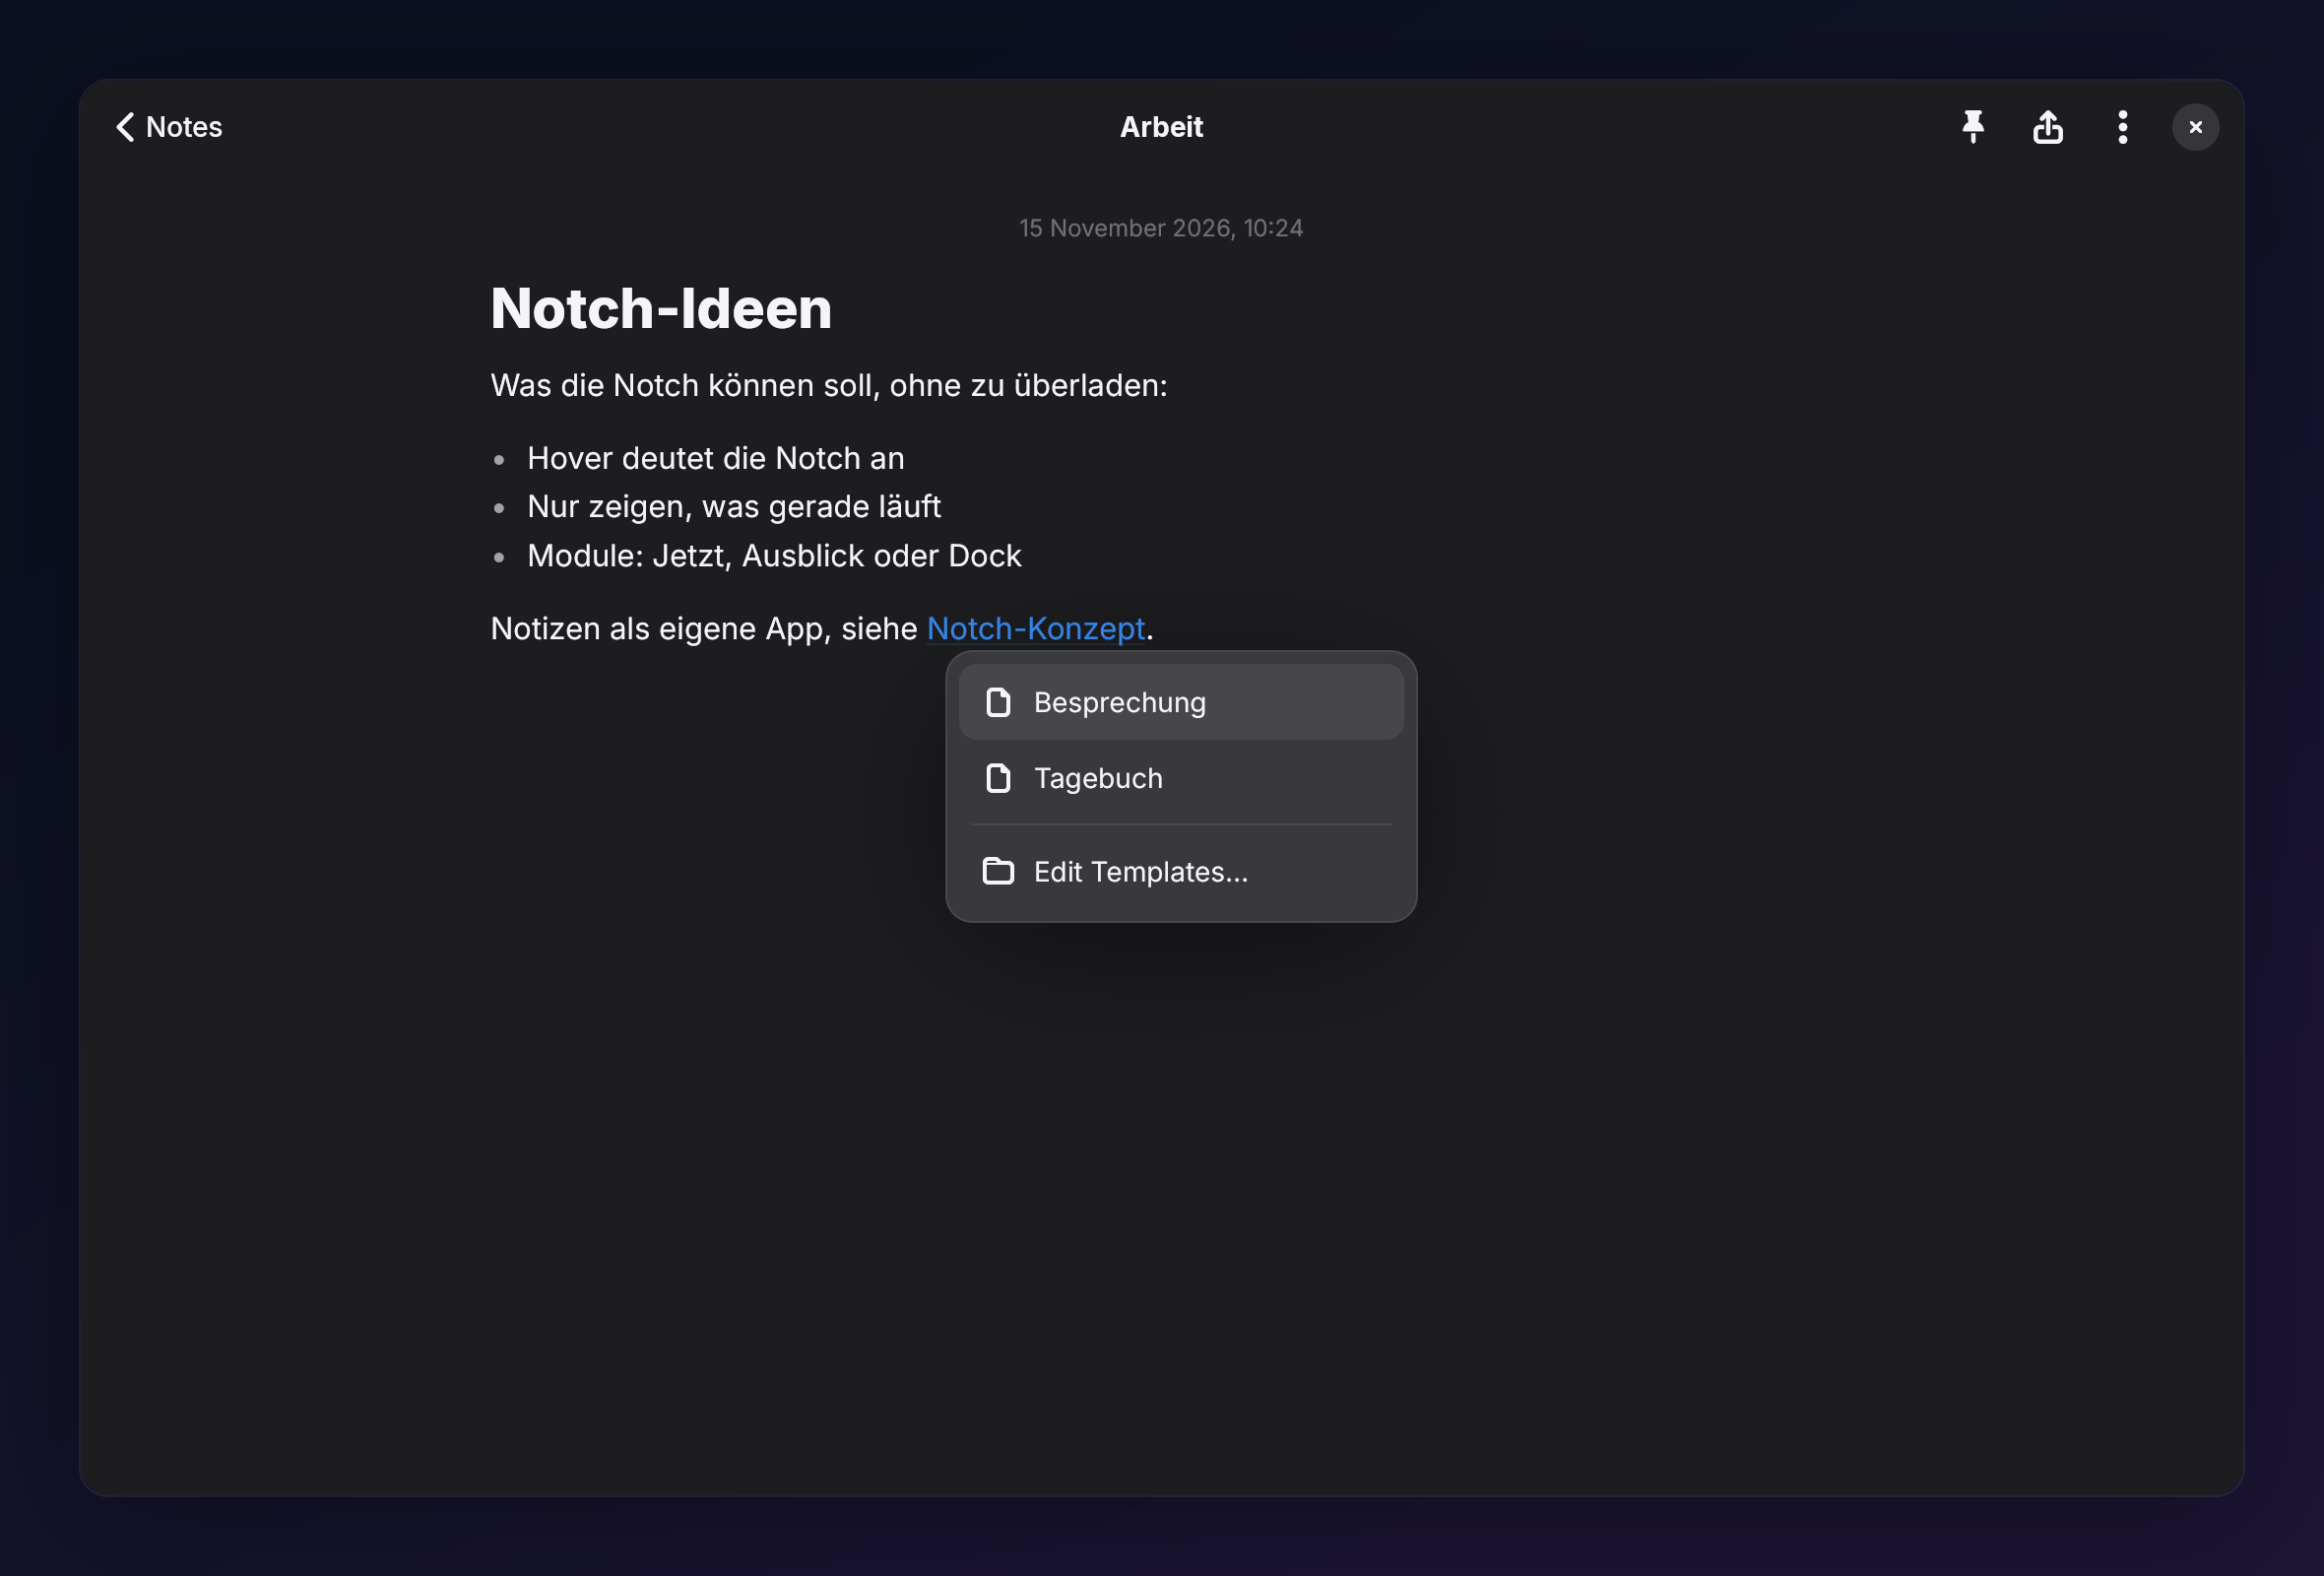 Notes
Arbeit
15 November 2026, 10:24
Notch-Ideen
Was die Notch können soll, ohne zu überladen:
Hover deutet die Notch an
Nur zeigen, was gerade läuft
Module: Jetzt, Ausblick oder Dock
Notizen als eigene App, siehe Notch-Konzept.
Besprechung
Tagebuch
Edit Templates...